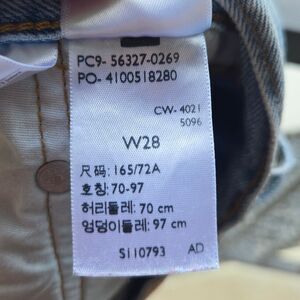 PC9- 56327-0269
PO- 4100518280
CW- 4021
5096
W28
尺码: 165/72A
호칭: 70-97
허리둘레: 70 cm
엉덩이둘레: 97 cm
S110793 AD